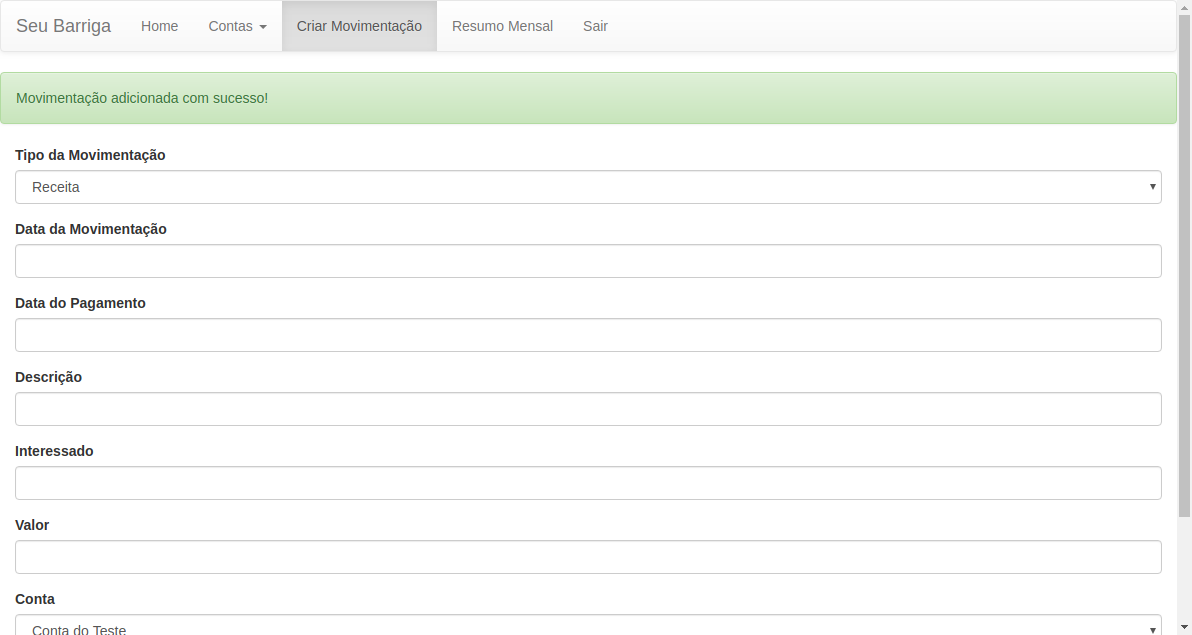 Seu Barriga Home Contas Criar Movimentação Resumo Mensal Sair
Movimentação adicionada com sucesso!
Tipo da Movimentação
Receita
Data da Movimentação
Data do Pagamento
Descrição
Interessado
Valor
Conta
Conta do Teste